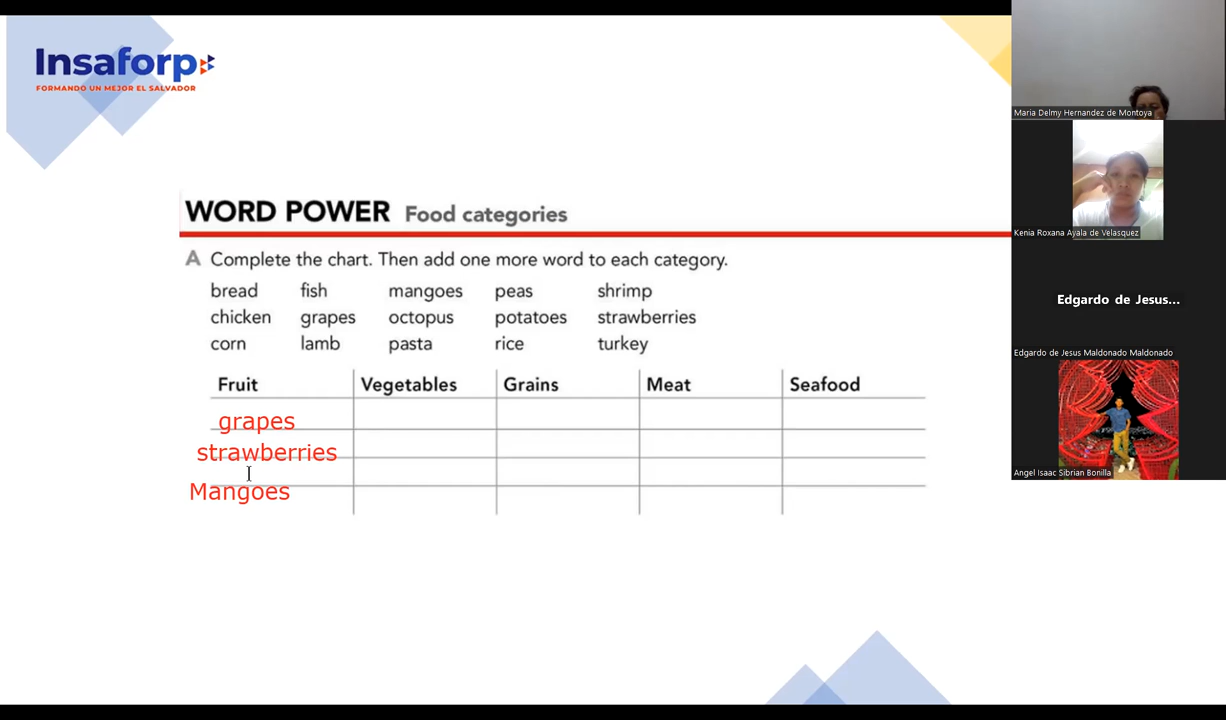 Insaforp
FORMANDO UN MEJOR EL SALVADOR
WORD POWER Food categories
A Complete the chart. Then add one more word to each category.
bread fish mangoes peas shrimp
chicken grapes octopus potatoes strawberries
corn lamb pasta rice turkey
Fruit Vegetables Grains Meat Seafood
grapes
strawberries
Mangoes
Maria Delmy Hernandez de Montoya
Kenia Roxana Ayala de Velasquez
Edgardo de Jesus...
Edgardo de Jesus Maldonado Maldonado
Angel Isaac Sibrian Bonilla